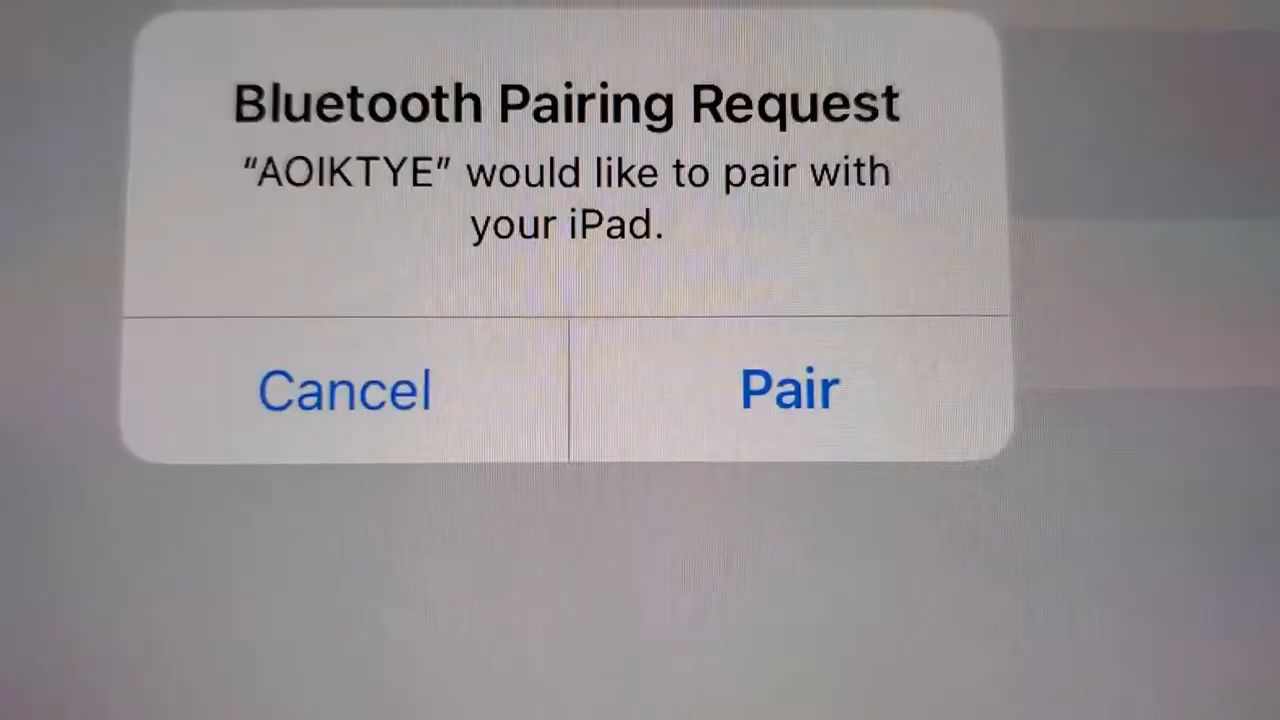 Bluetooth Pairing Request
“AOIKTYE” would like to pair with
your iPad.
Cancel
Pair